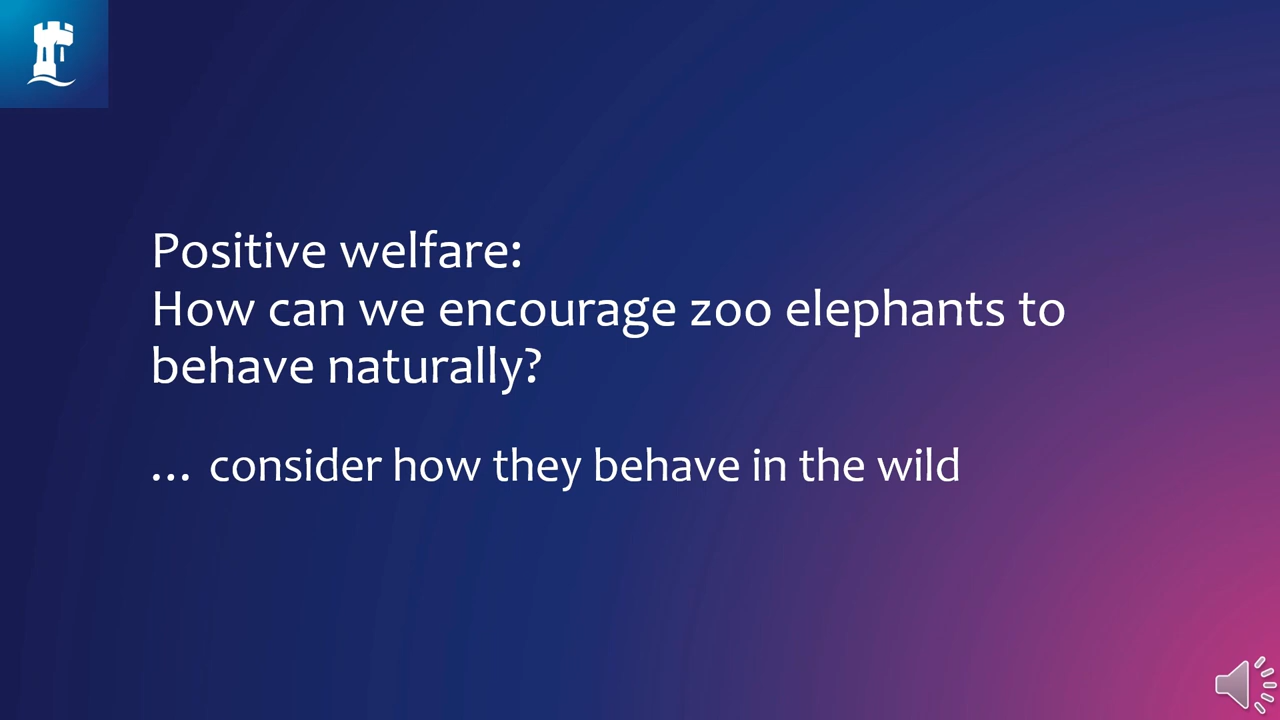 Positive welfare:
How can we encourage zoo elephants to
behave naturally?
… consider how they behave in the wild